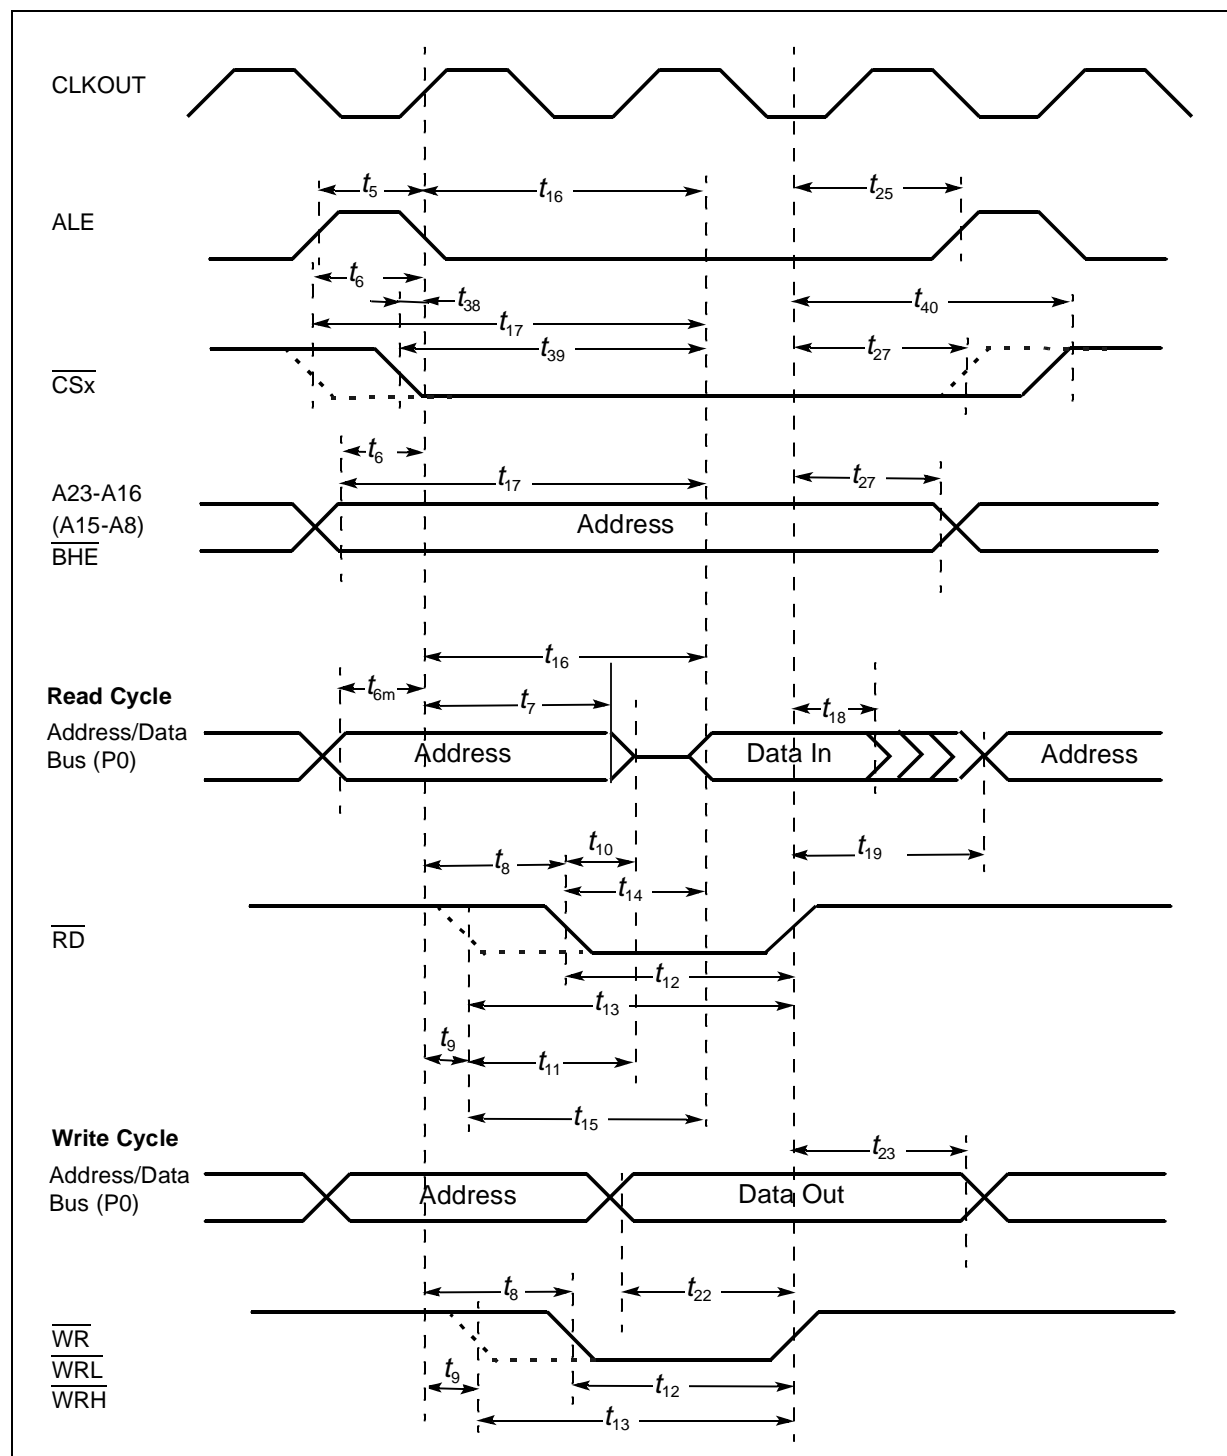 CLKOUT
t5 t16 t25
ALE
t6
t38 t40
t17
t39 t27
CSx
t6
t17 t27
A23-A16
(A15-A8) Address
BHE
t16
Read Cycle t6m t7 t18
Address/Data
Bus (P0) Address Data In Address
t8 t10 t19
t14
RD
t12
t13
t9 t11
t15
Write Cycle
t23
Address/Data
Bus (P0) Address Data Out
t8 t22
WR
WRL t9 t12
WRH
t13